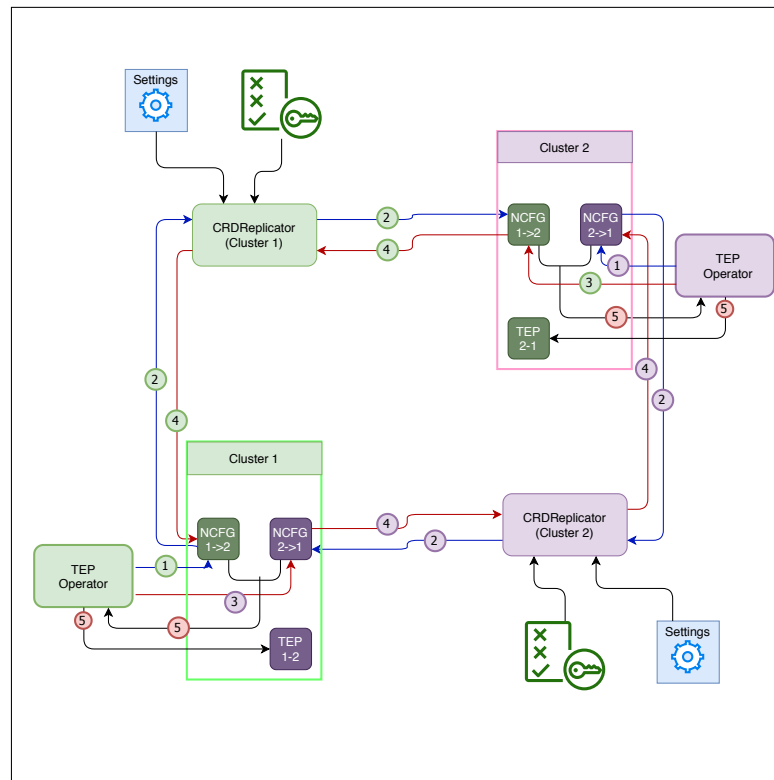 Settings
Cluster 2
CRDReplicator
(Cluster 1)
2
4
NCFG
1->2
NCFG
2->1
1
3
5
TEP
Operator
5
TEP
2-1
2
4
4
2
Cluster 1
NCFG
1->2
NCFG
2->1
4
2
CRDReplicator
(Cluster 2)
TEP
Operator
1
3
5
5
TEP
1-2
Settings